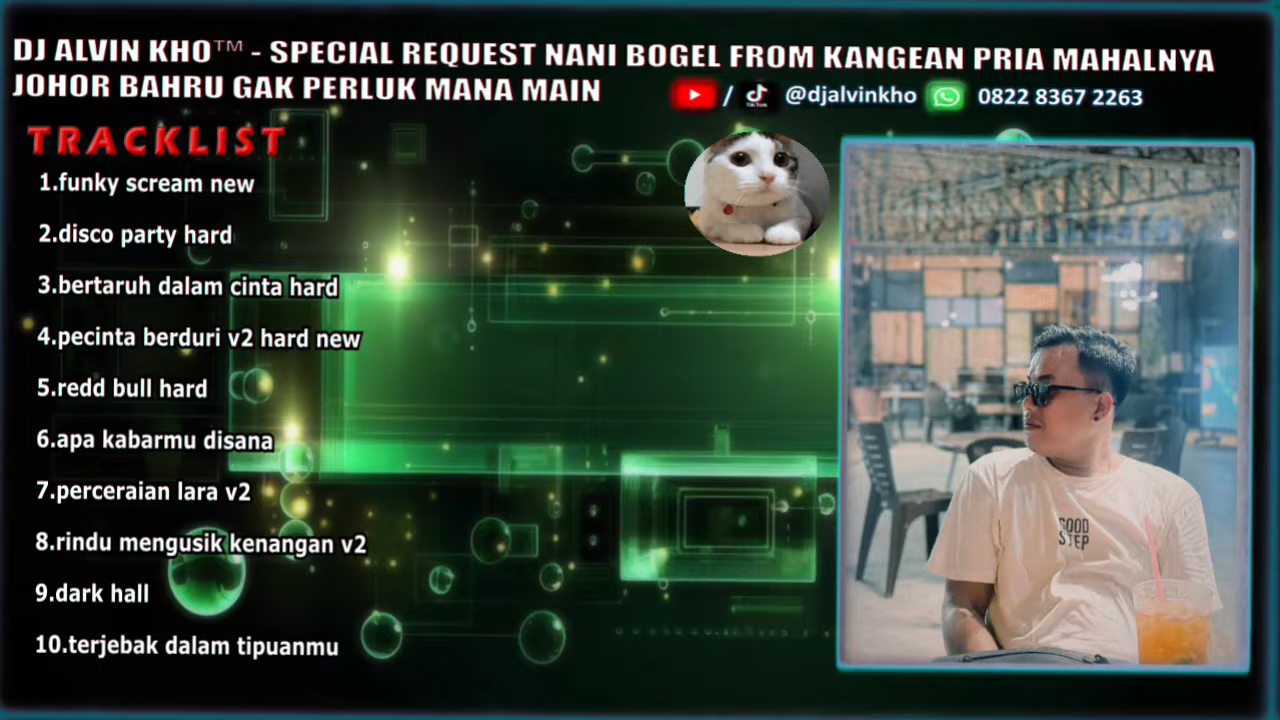 DJ ALVIN KHO™ - SPECIAL REQUEST NANI BOGEL FROM KANGEAN PRIA MAHALNYA
JOHOR BAHRU GAK PERLUK MANA MAIN
/ TikTok @djalvinkho 0822 8367 2263
TRACKLIST
1.funky scream new
2.disco party hard
3.bertaruh dalam cinta hard
4.pecinta berduri v2 hard new
5.redd bull hard
6.apa kabarmu disana
7.perceraian lara v2
8.rindu mengusik kenangan v2
9.dark hall
10.terjebak dalam tipuanmu
GOOD
STEP